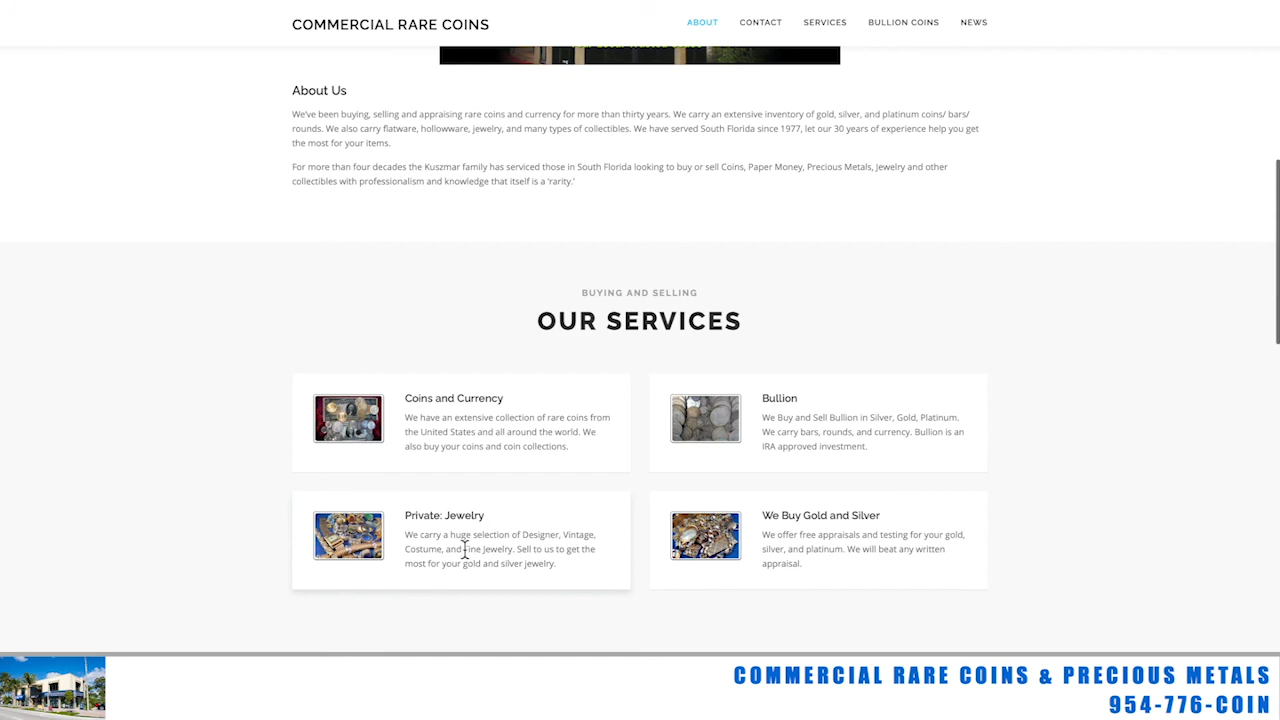 COMMERCIAL RARE COINS
ABOUT CONTACT SERVICES BULLION COINS NEWS
About Us
We've been buying, selling and appraising rare coins and currency for more than thirty years. We carry an extensive inventory of gold, silver, and platinum coins/ bars/
rounds. We also carry flatware, hollowware, jewelry, and many types of collectibles. We have served South Florida since 1977, let our 30 years of experience help you get
the most for your items.
For more than four decades the Kuszmar family has serviced those in South Florida looking to buy or sell Coins, Paper Money, Precious Metals, Jewelry and other
collectibles with professionalism and knowledge that itself is a 'rarity.'
BUYING AND SELLING
OUR SERVICES
Coins and Currency
We have an extensive collection of rare coins from
the United States and all around the world. We
also buy your coins and coin collections.
Bullion
We Buy and Sell Bullion in Silver, Gold, Platinum.
We carry bars, rounds, and currency. Bullion is an
IRA approved investment.
Private: Jewelry
We carry a huge selection of Designer, Vintage,
Costume, and Fine Jewelry. Sell to us to get the
most for your gold and silver jewelry.
We Buy Gold and Silver
We offer free appraisals and testing for your gold,
silver, and platinum. We will beat any written
appraisal.
COMMERCIAL RARE COINS & PRECIOUS METALS
954-776-COIN